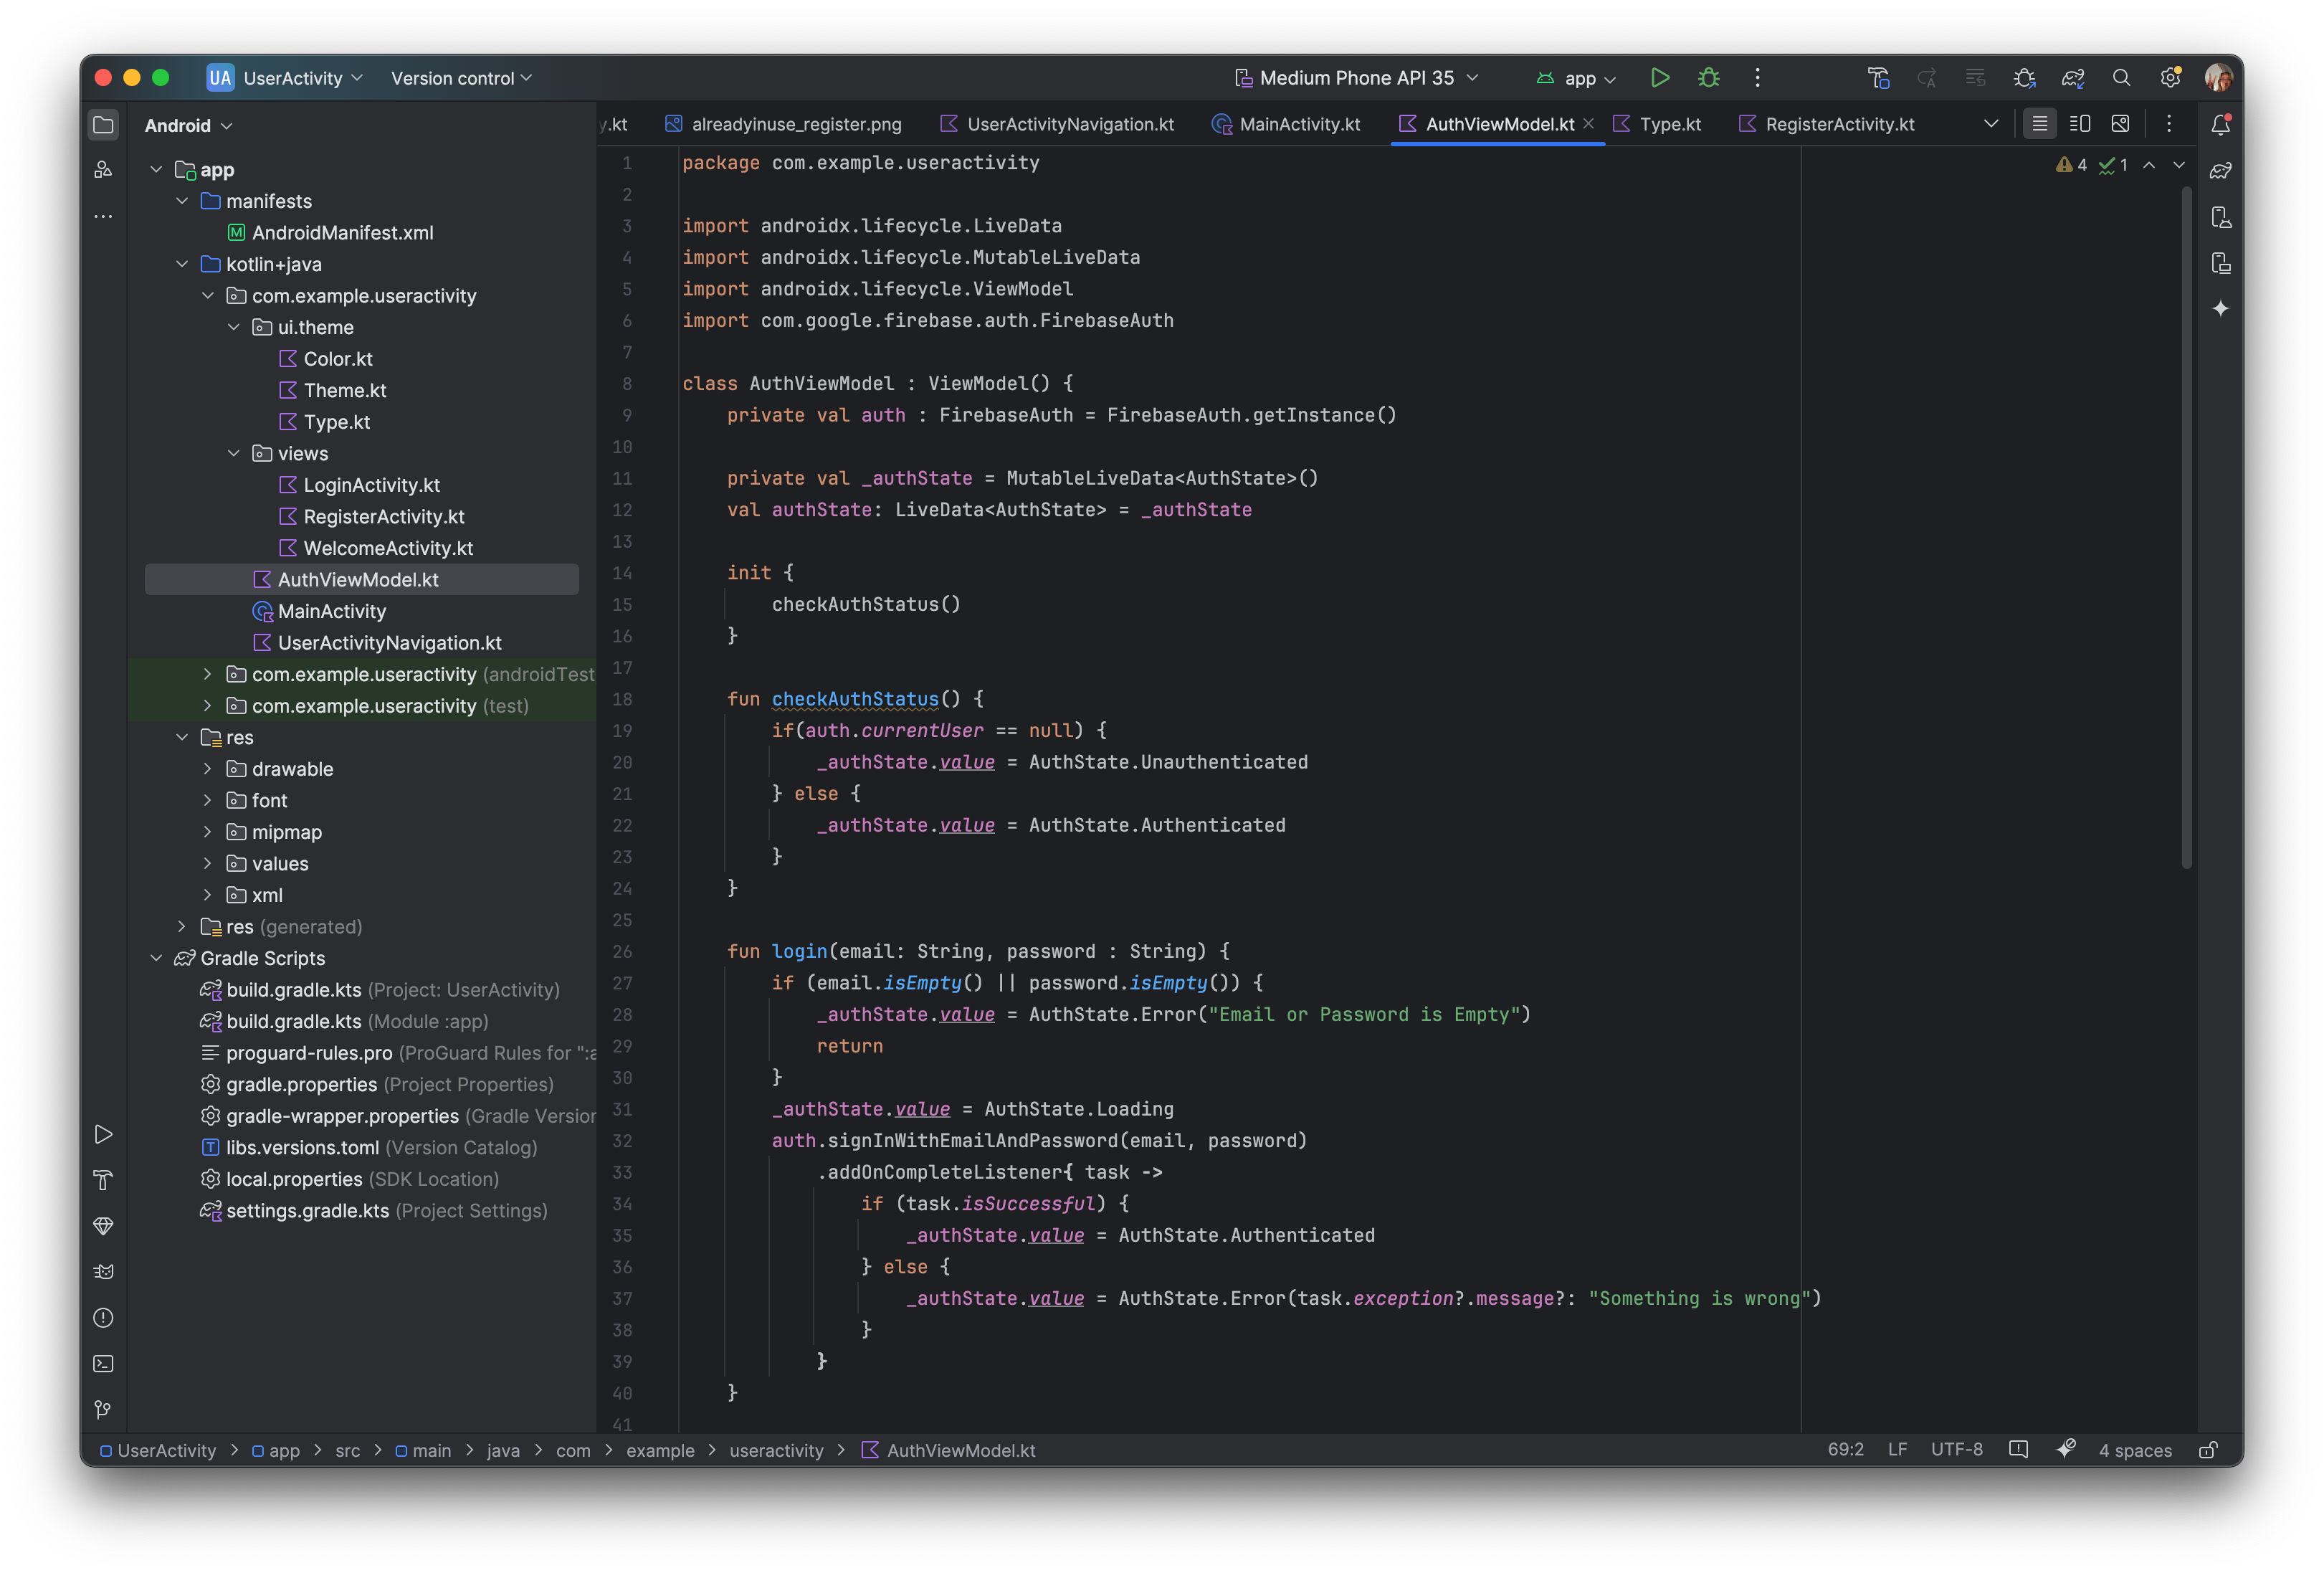 UA UserActivity Version control Medium Phone API 35 app
Android
y.kt alreadyinuse_register.png UserActivityNavigation.kt MainActivity.kt AuthViewModel.kt Type.kt RegisterActivity.kt
app
manifests
M AndroidManifest.xml
kotlin+java
com.example.useractivity
ui.theme
Color.kt
Theme.kt
Type.kt
views
LoginActivity.kt
RegisterActivity.kt
WelcomeActivity.kt
AuthViewModel.kt
MainActivity
UserActivityNavigation.kt
com.example.useractivity (androidTest
com.example.useractivity (test)
res
drawable
font
mipmap
values
xml
res (generated)
Gradle Scripts
build.gradle.kts (Project: UserActivity)
build.gradle.kts (Module :app)
proguard-rules.pro (ProGuard Rules for ":a
gradle.properties (Project Properties)
gradle-wrapper.properties (Gradle Version
T libs.versions.toml (Version Catalog)
local.properties (SDK Location)
settings.gradle.kts (Project Settings)
4 1
1 package com.example.useractivity
2
3 import androidx.lifecycle.LiveData
4 import androidx.lifecycle.MutableLiveData
5 import androidx.lifecycle.ViewModel
6 import com.google.firebase.auth.FirebaseAuth
7
8 class AuthViewModel : ViewModel() {
9 private val auth : FirebaseAuth = FirebaseAuth.getInstance()
10
11 private val _authState = MutableLiveData<AuthState>()
12 val authState: LiveData<AuthState> = _authState
13
14 init {
15 checkAuthStatus()
16 }
17
18 fun checkAuthStatus() {
19 if(auth.currentUser == null) {
20 _authState.value = AuthState.Unauthenticated
21 } else {
22 _authState.value = AuthState.Authenticated
23 }
24 }
25
26 fun login(email: String, password : String) {
27 if (email.isEmpty() || password.isEmpty()) {
28 _authState.value = AuthState.Error("Email or Password is Empty")
29 return
30 }
31 _authState.value = AuthState.Loading
32 auth.signInWithEmailAndPassword(email, password)
33 .addOnCompleteListener{ task ->
34 if (task.isSuccessful) {
35 _authState.value = AuthState.Authenticated
36 } else {
37 _authState.value = AuthState.Error(task.exception?.message?: "Something is wrong")
38 }
39 }
40 }
41
UserActivity > app > src > main > java > com > example > useractivity > AuthViewModel.kt 69:2 LF UTF-8 4 spaces